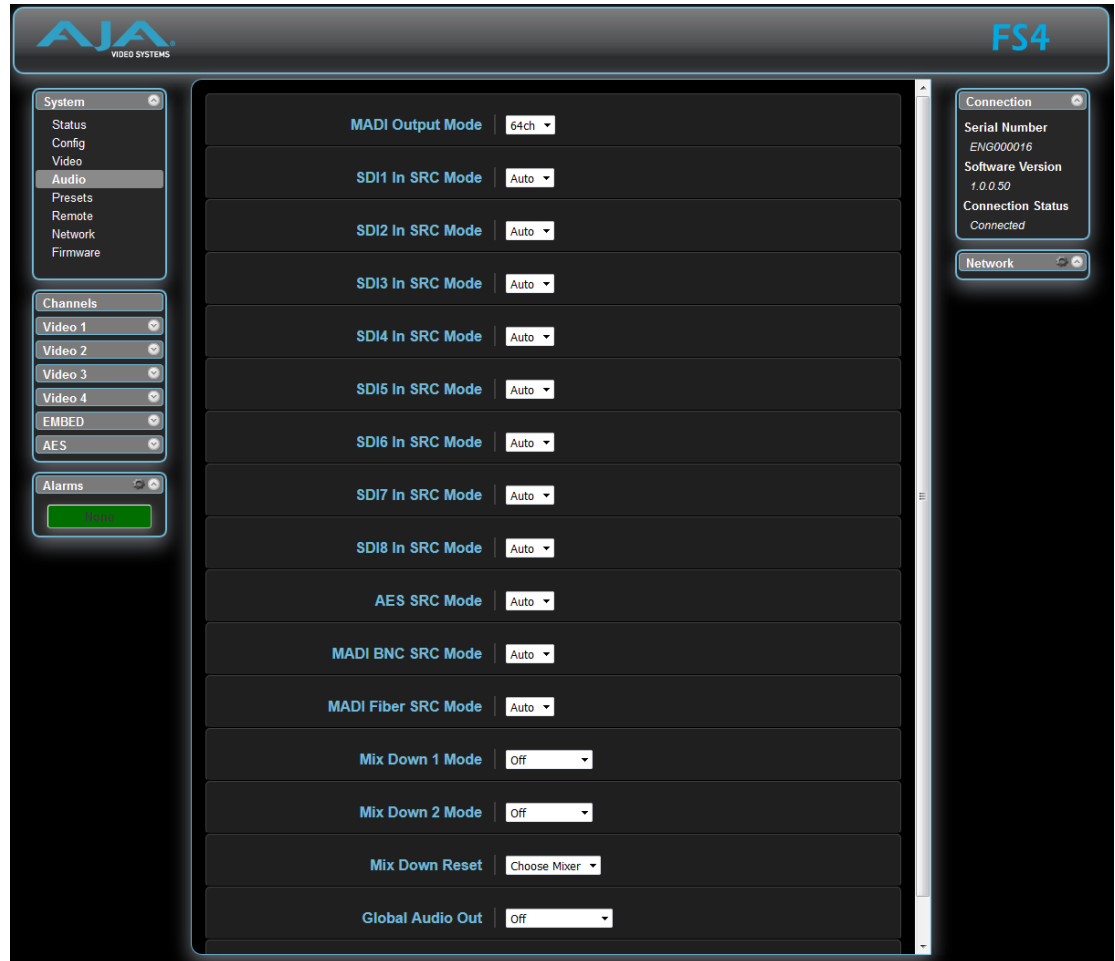 AJA
VIDEO SYSTEMS
FS4
System
Status
Config
Video
Audio
Presets
Remote
Network
Firmware
Channels
Video 1
Video 2
Video 3
Video 4
EMBED
AES
Alarms
None
MADI Output Mode 64ch
SDI1 In SRC Mode Auto
SDI2 In SRC Mode Auto
SDI3 In SRC Mode Auto
SDI4 In SRC Mode Auto
SDI5 In SRC Mode Auto
SDI6 In SRC Mode Auto
SDI7 In SRC Mode Auto
SDI8 In SRC Mode Auto
AES SRC Mode Auto
MADI BNC SRC Mode Auto
MADI Fiber SRC Mode Auto
Mix Down 1 Mode Off
Mix Down 2 Mode Off
Mix Down Reset Choose Mixer
Global Audio Out Off
Connection
Serial Number
ENG000016
Software Version
1.0.0.50
Connection Status
Connected
Network